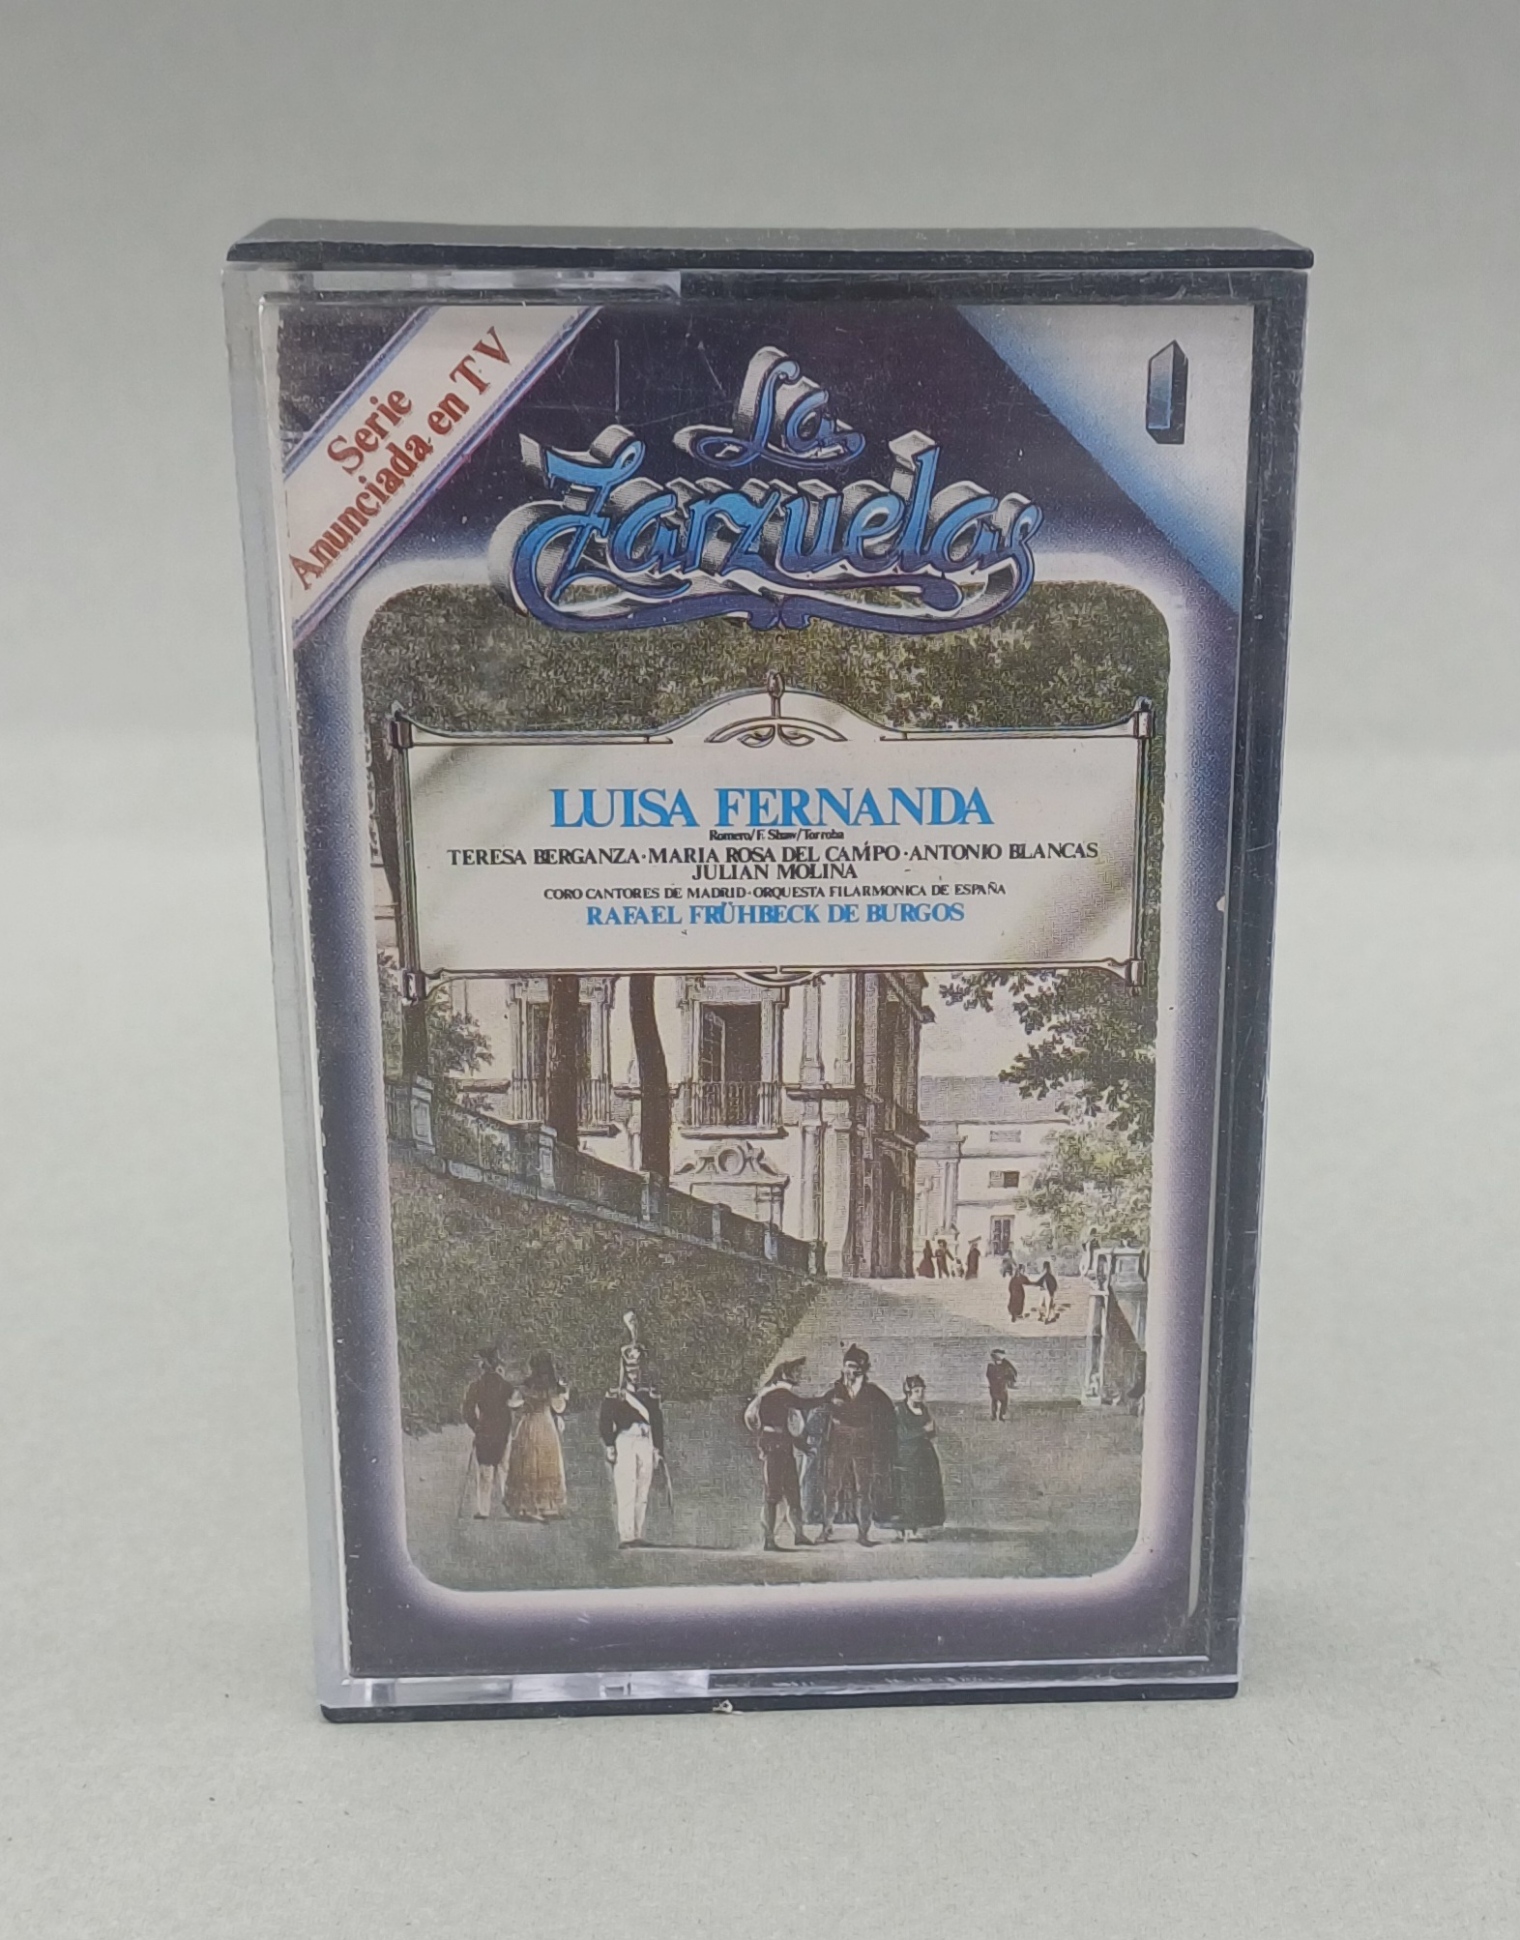 Serie
Anunciada en TV
1
La
Zarzuelas
LUISA FERNANDA
Romero/F. Shaw/Torroba
TERESA BERGANZA·MARIA ROSA DEL CAMPO·ANTONIO BLANCAS
JULIAN MOLINA
CORO CANTORES DE MADRID·ORQUESTA FILARMONICA DE ESPAÑA
RAFAEL FRÜHBECK DE BURGOS